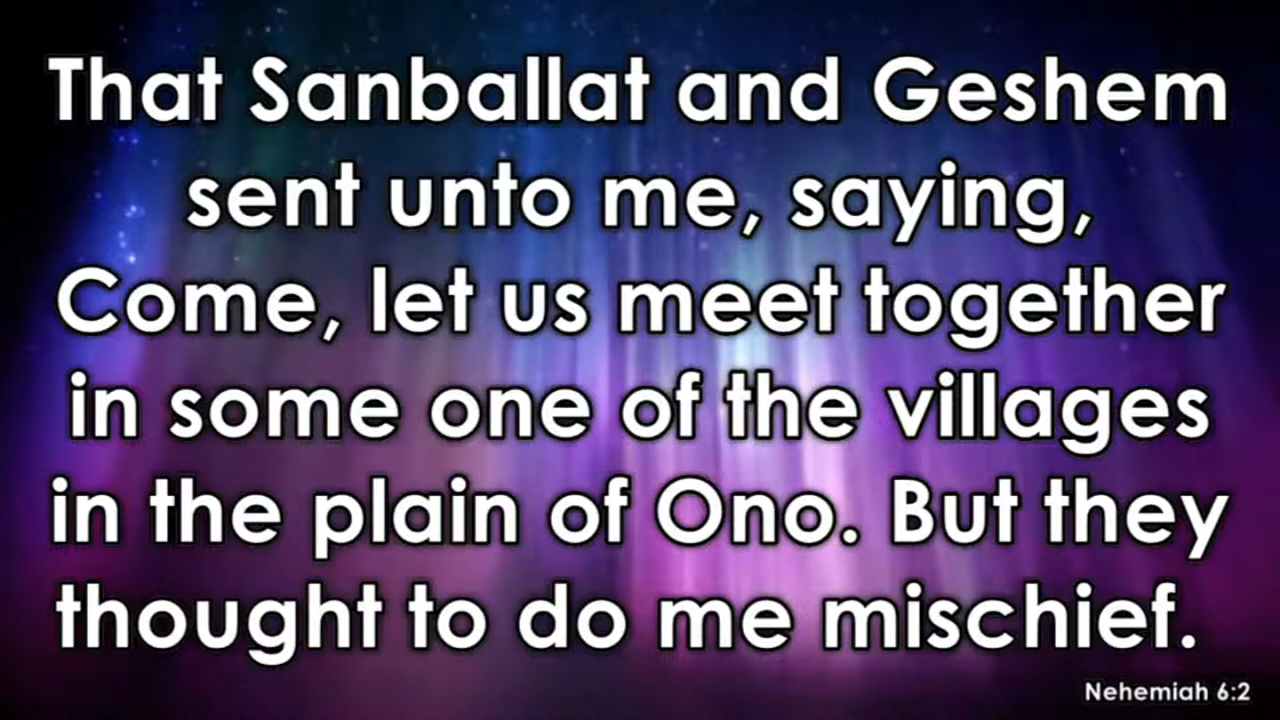 That Sanballat and Geshem
sent unto me, saying,
Come, let us meet together
in some one of the villages
in the plain of Ono. But they
thought to do me mischief.
Nehemiah 6:2